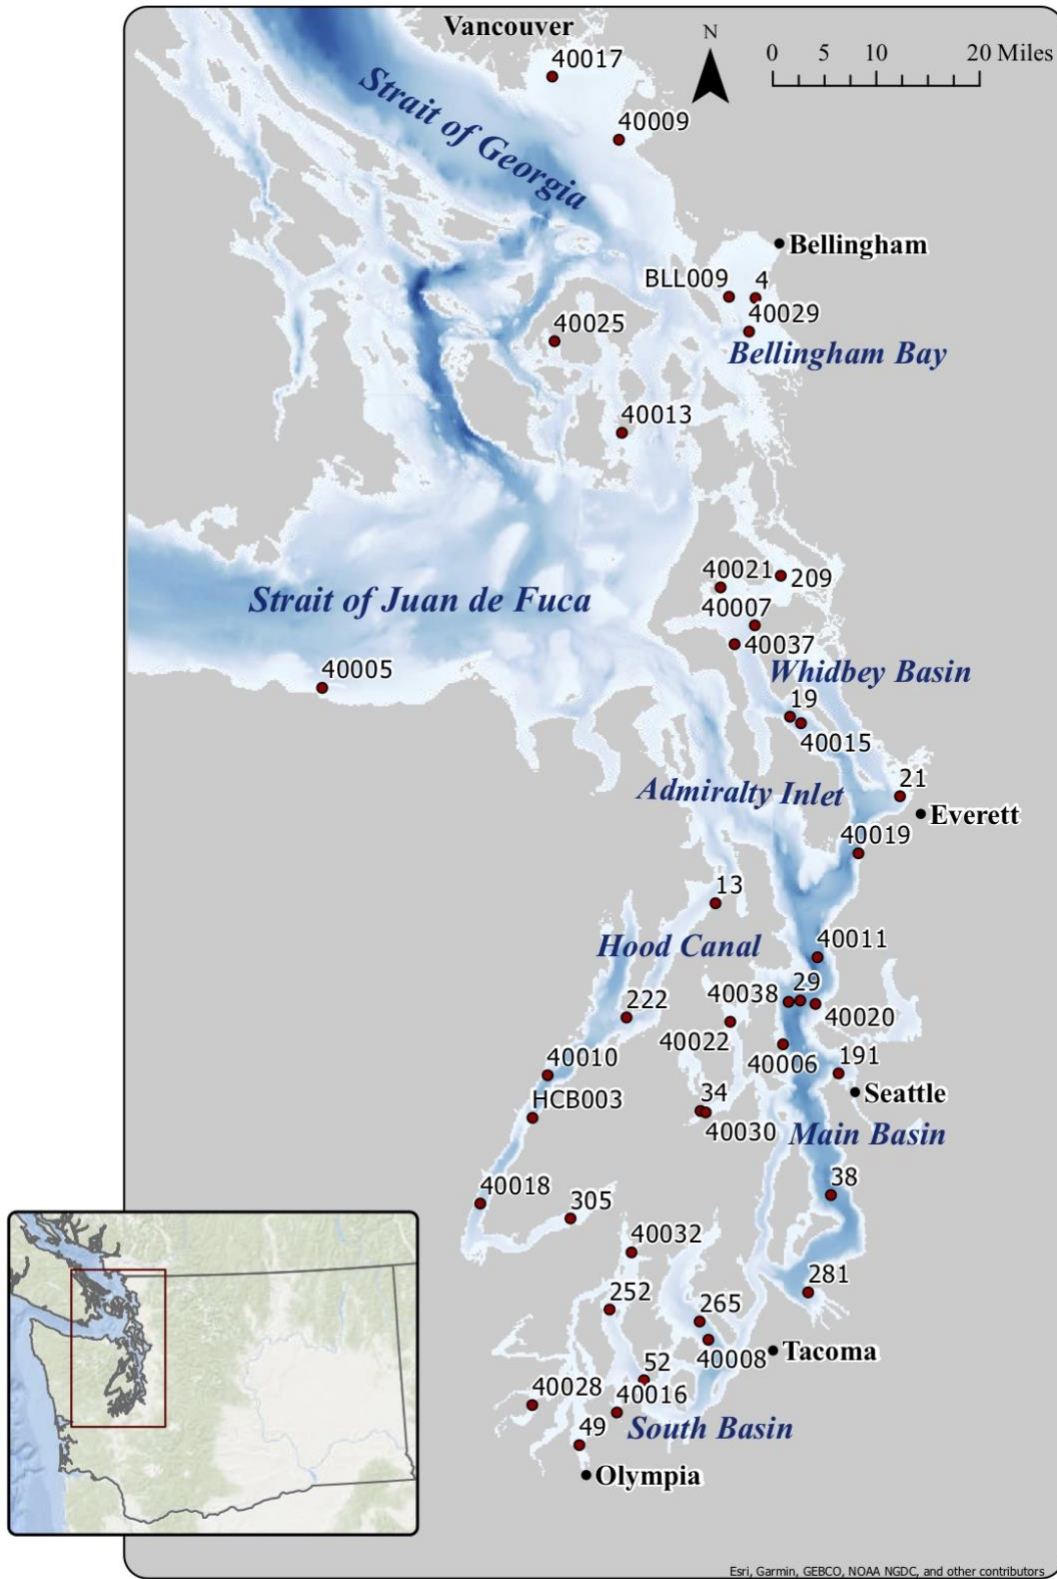 Vancouver
N
0 5 10 20 Miles
40017
Strait of Georgia
40009
Bellingham
BLL009
4
40029
40025
Bellingham Bay
40013
40021
209
40007
Strait of Juan de Fuca
40037
40005
Whidbey Basin
19
40015
21
Admiralty Inlet
Everett
40019
13
40011
Hood Canal
29
40038
222
40020
40022
40006
191
40010
Seattle
HCB003
34
40030
Main Basin
38
40018
305
40032
281
252
265
Tacoma
40008
52
40028
40016
49
South Basin
Olympia
Esri, Garmin, GEBCO, NOAA NGDC, and other contributors